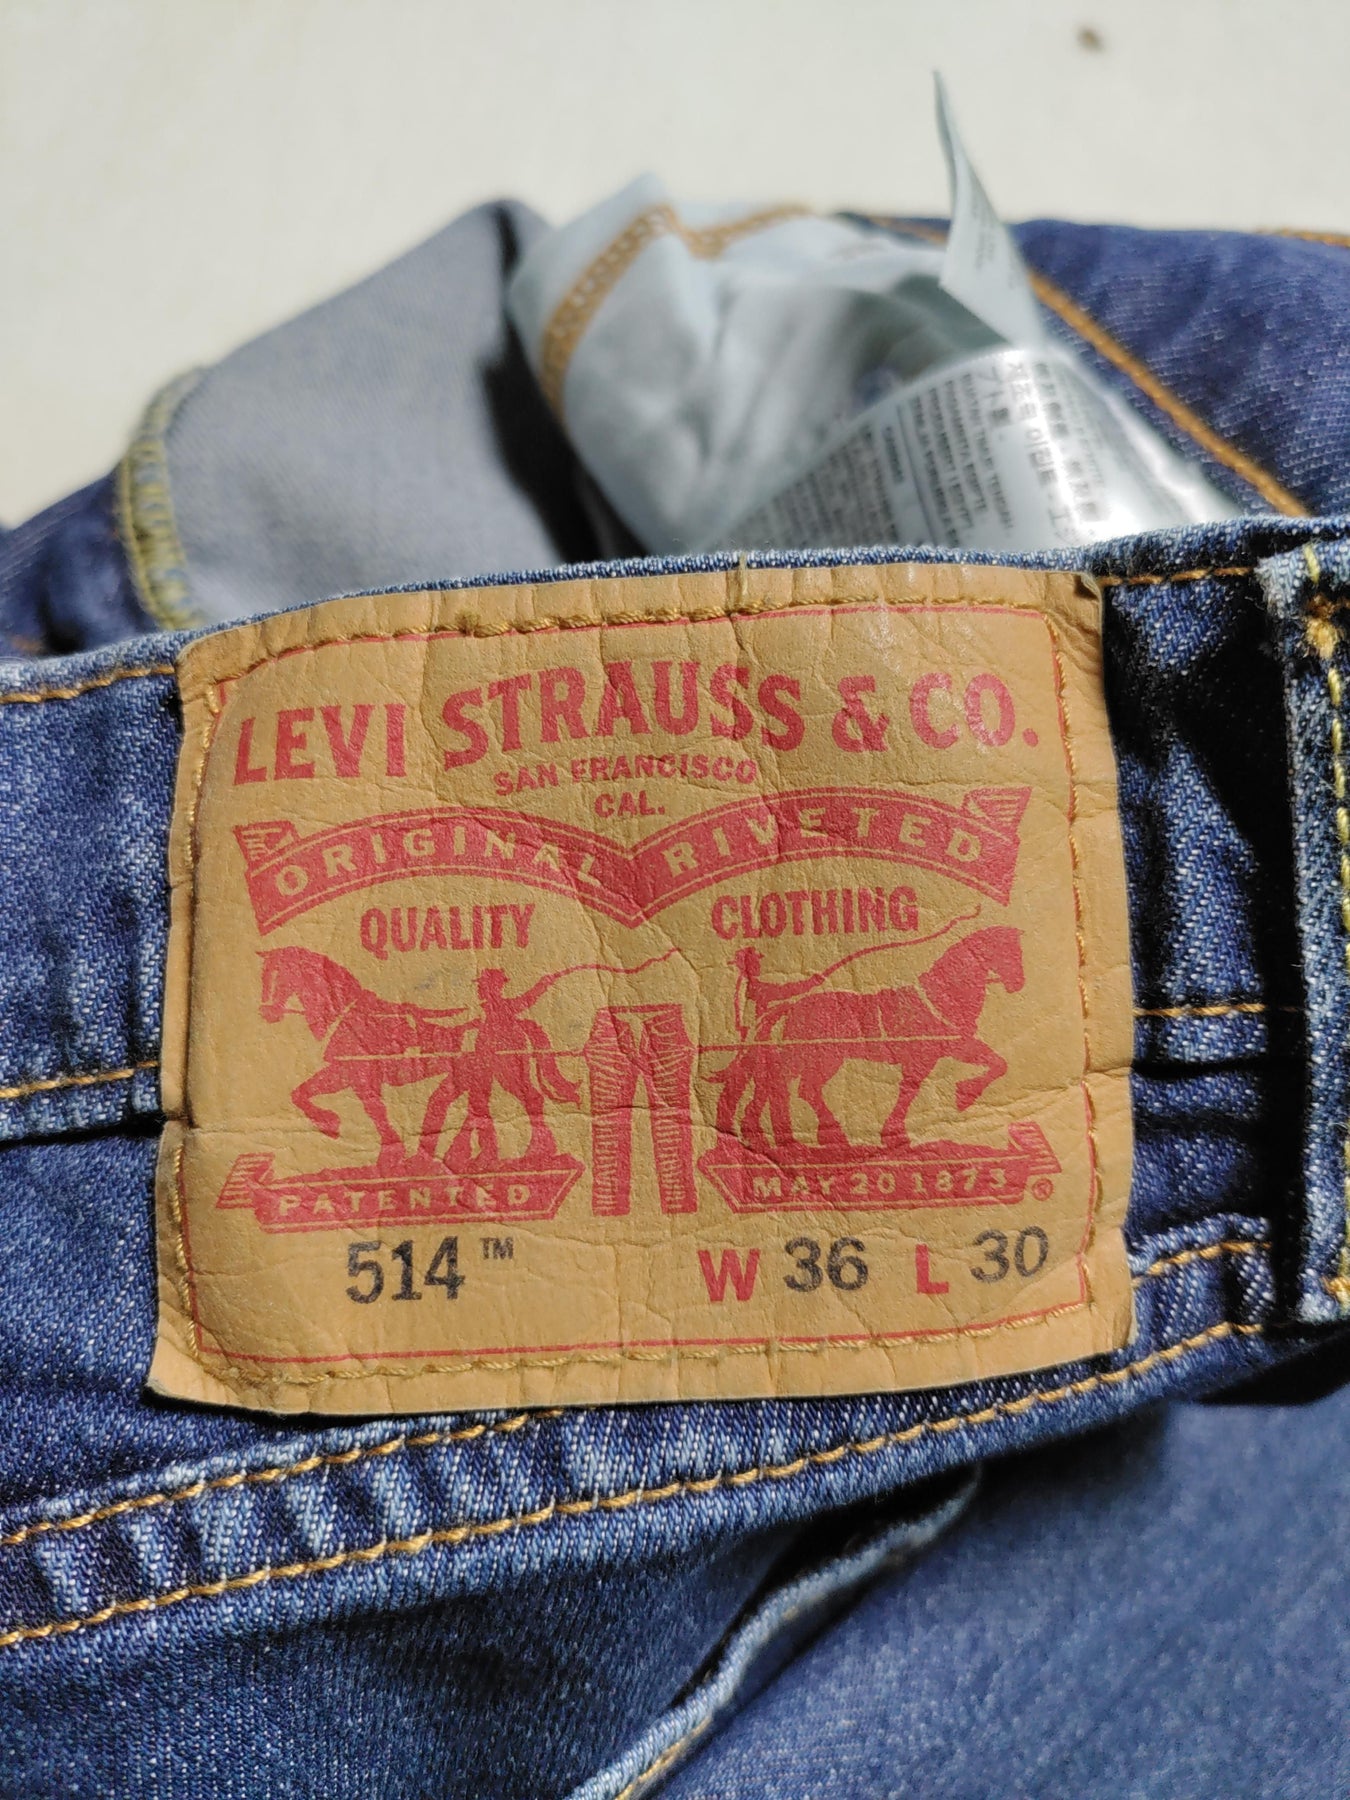 LEVI STRAUSS & CO.
SAN FRANCISCO
CAL.
ORIGINAL RIVETED
QUALITY CLOTHING
PATENTED MAY 20 1873 ®
514™ W 36 L 30